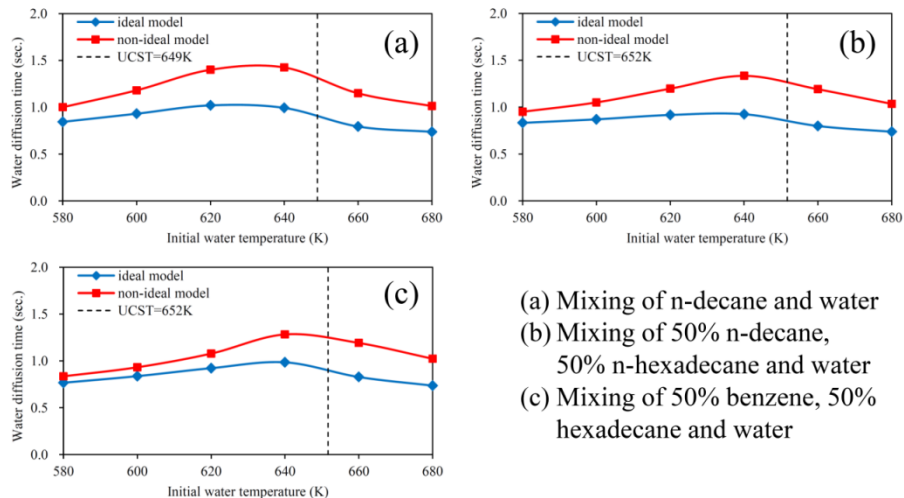 2.0
1.5
1.0
0.5
0.0
Water diffusion time (sec.)
ideal model
non-ideal model
UCST=649K
(a)
580 600 620 640 660 680
Initial water temperature (K)
2.0
1.5
1.0
0.5
0.0
Water diffusion time (sec.)
ideal model
non-ideal model
UCST=652K
(b)
580 600 620 640 660 680
Initial water temperature (K)
2.0
1.5
1.0
0.5
0.0
Water diffusion time (sec.)
ideal model
non-ideal model
UCST=652K
(c)
580 600 620 640 660 680
Initial water temperature (K)
(a) Mixing of n-decane and water
(b) Mixing of 50% n-decane,
50% n-hexadecane and water
(c) Mixing of 50% benzene, 50%
hexadecane and water